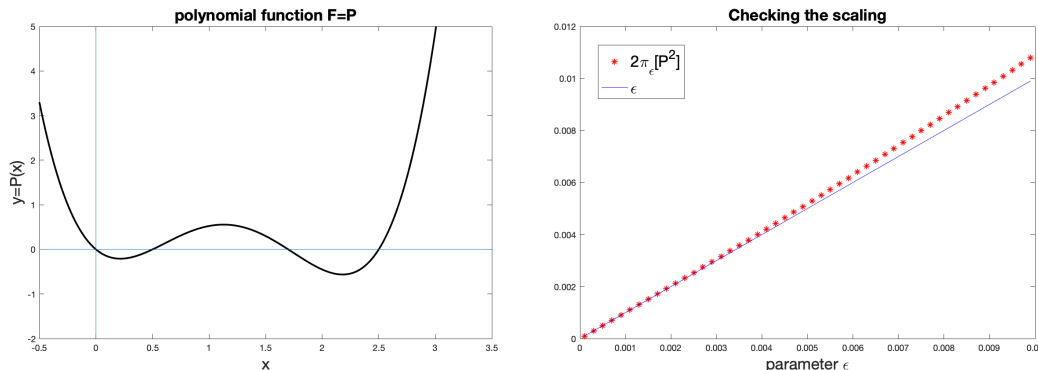 polynomial function F=P
5
4
3
2
1
0
-1
-2
y=P(x)
-0.5 0 0.5 1 1.5 2 2.5 3 3.5
x
Checking the scaling
0.012
0.01
0.008
0.006
0.004
0.002
0
2π_ϵ[P^2]
ϵ
0 0.001 0.002 0.003 0.004 0.005 0.006 0.007 0.008 0.009 0.01
parameter ϵ